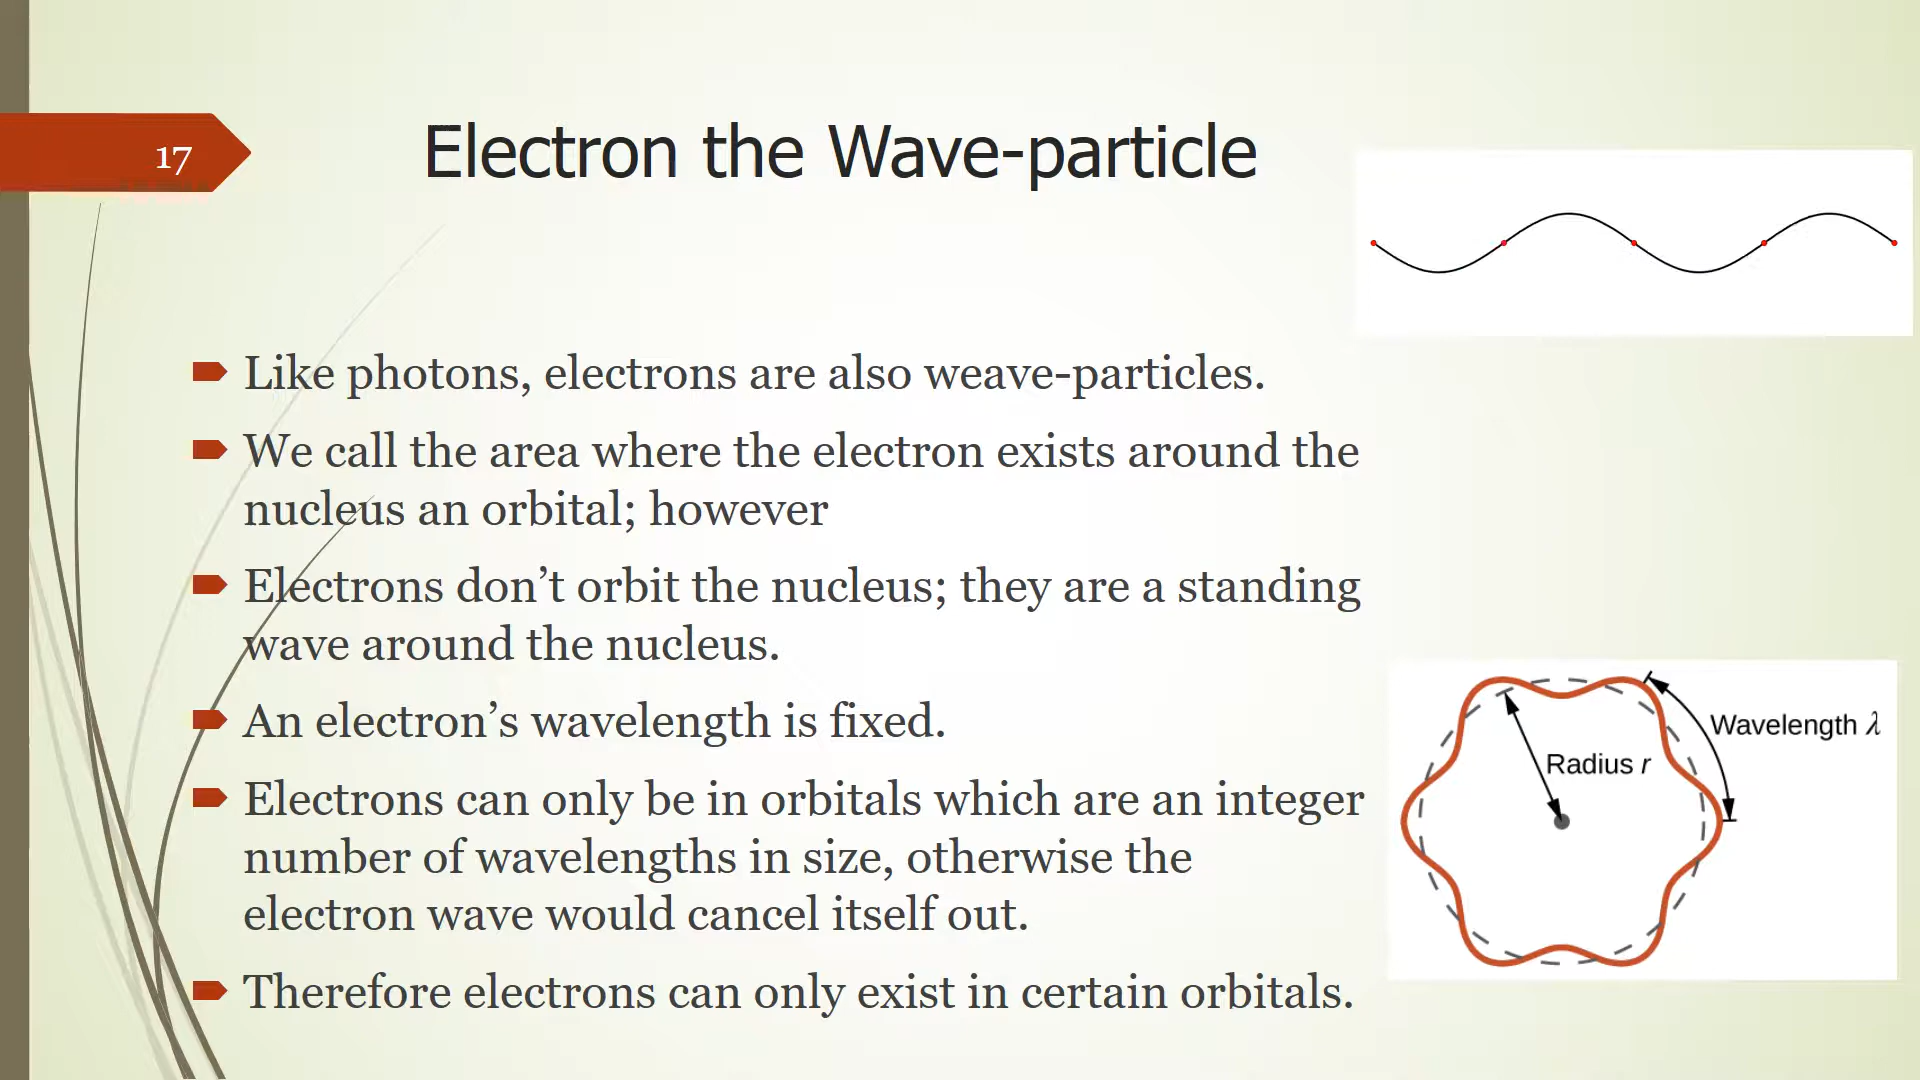 17
Electron the Wave-particle
Like photons, electrons are also weave-particles.
We call the area where the electron exists around the
nucleus an orbital; however
Electrons don’t orbit the nucleus; they are a standing
wave around the nucleus.
An electron’s wavelength is fixed.
Electrons can only be in orbitals which are an integer
number of wavelengths in size, otherwise the
electron wave would cancel itself out.
Therefore electrons can only exist in certain orbitals.
Wavelength λ
Radius r